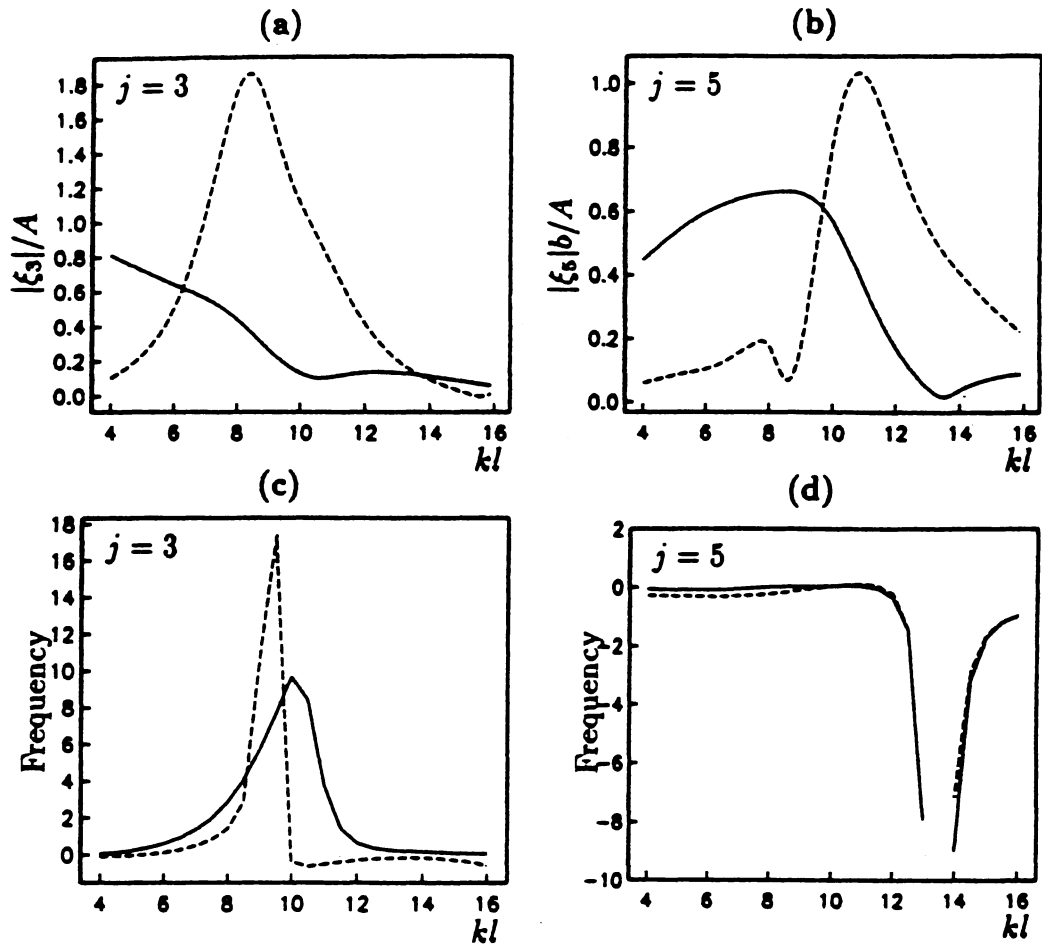 (a)
j = 3
|ξ₃|/A
1.8
1.6
1.4
1.2
1.0
0.8
0.6
0.4
0.2
0.0
4 6 8 10 12 14 16
kl
(b)
j = 5
|ξ₅|b/A
1.0
0.8
0.6
0.4
0.2
0.0
4 6 8 10 12 14 16
kl
(c)
j = 3
Frequency
18
16
14
12
10
8
6
4
2
0
4 6 8 10 12 14 16
kl
(d)
j = 5
Frequency
2
0
−2
−4
−6
−8
−10
4 6 8 10 12 14 16
kl